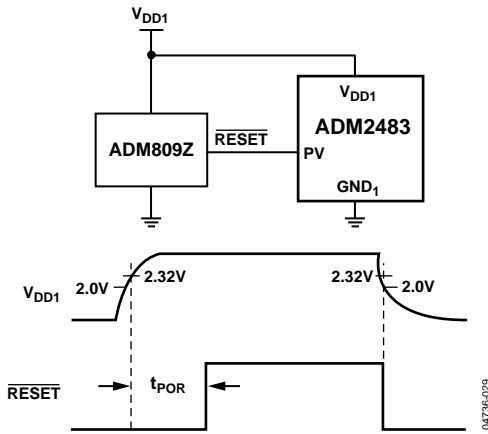 VDD1
VDD1
ADM2483
ADM809Z
RESET
PV
GND1
VDD1
2.0V
2.32V
2.32V
2.0V
RESET
tPOR
04736-029